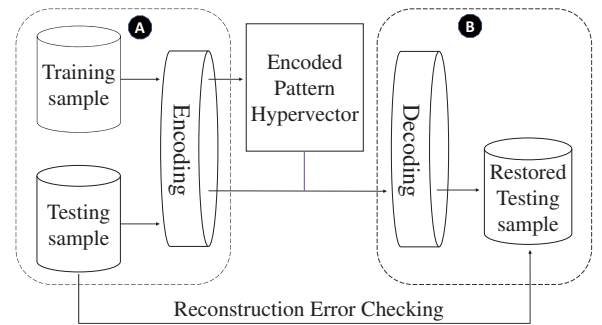 A
B
Training
sample
Encoding
Encoded
Pattern
Hypervector
Decoding
Restored
Testing
sample
Testing
sample
Reconstruction Error Checking